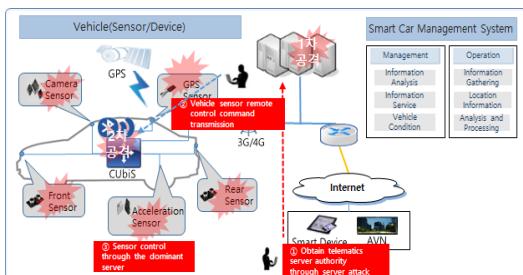 Vehicle(Sensor/Device)
Smart Car Management System
GPS
Camera
Sensor
GPS
Sensor
1차
공격
Management
Operation
Information
Analysis
Information
Gathering
Information
Service
Location
Information
Vehicle
Condition
Analysis and
Processing
② Vehicle sensor remote
control command
transmission
3G/4G
2차
공격
CUbiS
Front
Sensor
Acceleration
Sensor
Rear
Sensor
Internet
Smart Device
AVN
③ Sensor control
through the dominant
server
① Obtain telematics
server authority
through server attack